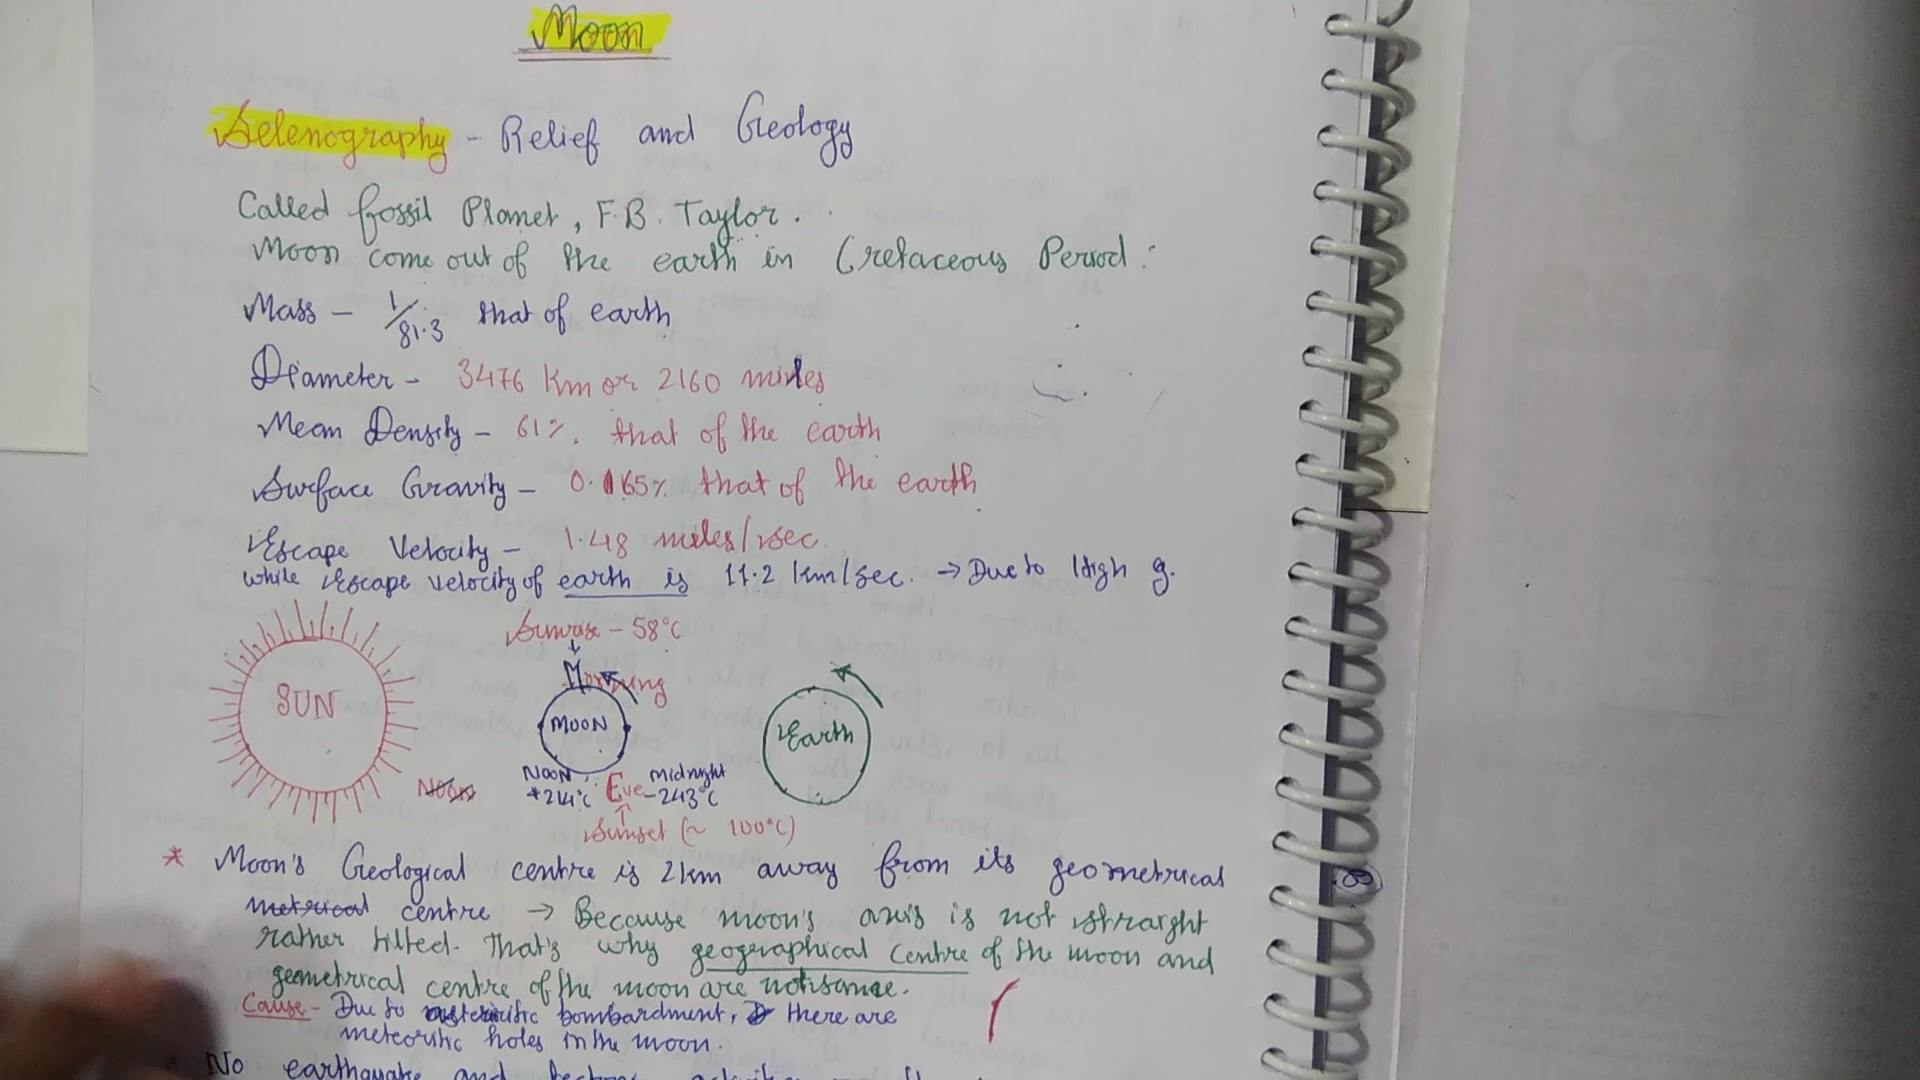 Moon
Selenography - Relief and Geology
Called fossil Planet, F.B. Taylor.
Moon come out of the earth in Cretaceous Period.
Mass - 1/81.3 that of earth
Diameter - 3476 Km or 2160 miles
Mean Density - 61%. that of the earth
Surface Gravity - 0.165% that of the earth
Escape Velocity - 1.48 miles/sec.
while Escape velocity of earth is 11.2 km/sec. → Due to High g.
Sunrise - 58°C
Morning
SUN
MOON
Earth
Noon
Noon
+214°C
Eve
midnight
-243°C
Sunset (~ 100°C)
* Moon's Geological centre is 2km away from its geometrical
metrical centre → Because moon's axis is not straight
rather tilted. That's why geographical centre of the moon and
geometrical centre of the moon are not same.
Cause - Due to bombardment, there are
meteoritic holes in the moon.
* No earthquake and